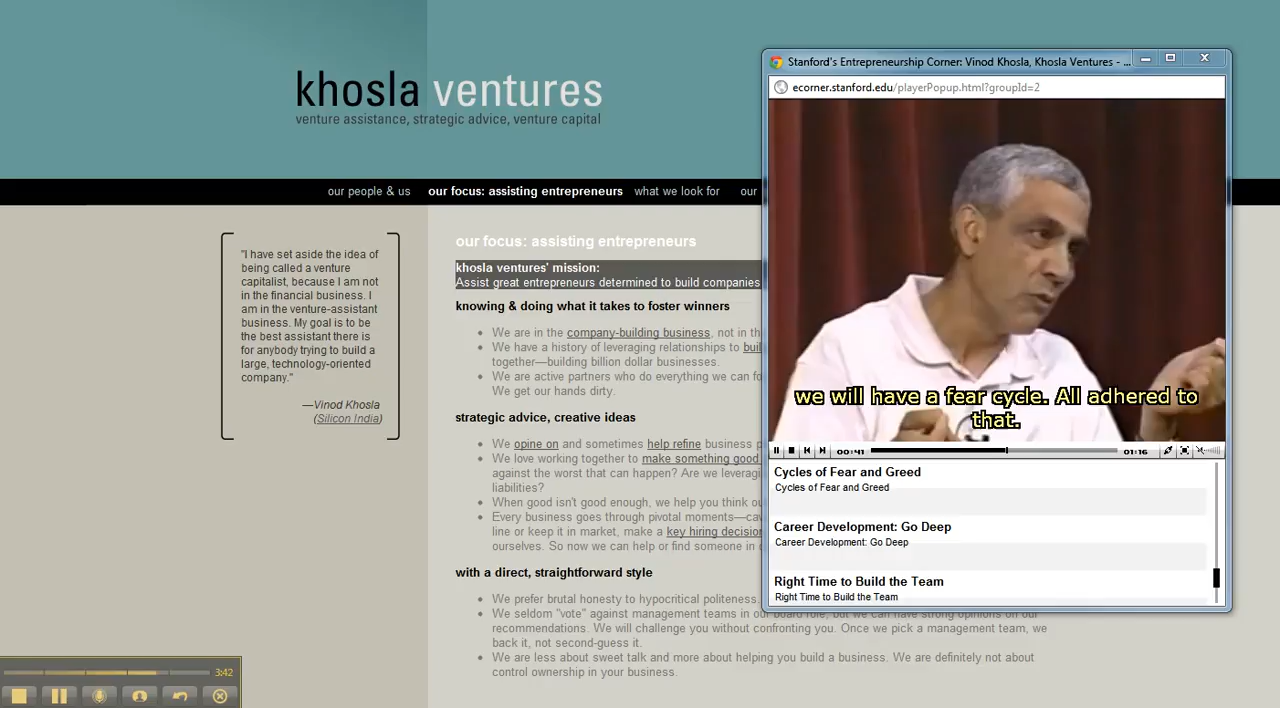 khosla ventures
venture assistance, strategic advice, venture capital
our people & us our focus: assisting entrepreneurs what we look for our
"I have set aside the idea of
being called a venture
capitalist, because I am not
in the financial business. I
am in the venture-assistant
business. My goal is to be
the best assistant there is
for anybody trying to build a
large, technology-oriented
company."
—Vinod Khosla
(Silicon India)
our focus: assisting entrepreneurs
khosla ventures' mission:
Assist great entrepreneurs determined to build companies
knowing & doing what it takes to foster winners
• We are in the company-building business, not in th
• We have a history of leveraging relationships to buil
together—building billion dollar businesses.
• We are active partners who do everything we can fo
We get our hands dirty.
strategic advice, creative ideas
• We opine on and sometimes help refine business p
• We love working together to make something good
against the worst that can happen? Are we leveragi
liabilities?
• When good isn't good enough, we help you think ou
• Every business goes through pivotal moments—cav
line or keep it in market, make a key hiring decision
ourselves. So now we can help or find someone in o
with a direct, straightforward style
• We prefer brutal honesty to hypocritical politeness.
• We seldom "vote" against management teams in our board role, but we can have strong opinions on our
recommendations. We will challenge you without confronting you. Once we pick a management team, we
back it, not second-guess it.
• We are less about sweet talk and more about helping you build a business. We are definitely not about
control ownership in your business.
Stanford's Entrepreneurship Corner: Vinod Khosla, Khosla Ventures - ...
ecorner.stanford.edu/playerPopup.html?groupId=2
we will have a fear cycle. All adhered to
that.
00:41 01:16
Cycles of Fear and Greed
Cycles of Fear and Greed
Career Development: Go Deep
Career Development: Go Deep
Right Time to Build the Team
Right Time to Build the Team
3:42